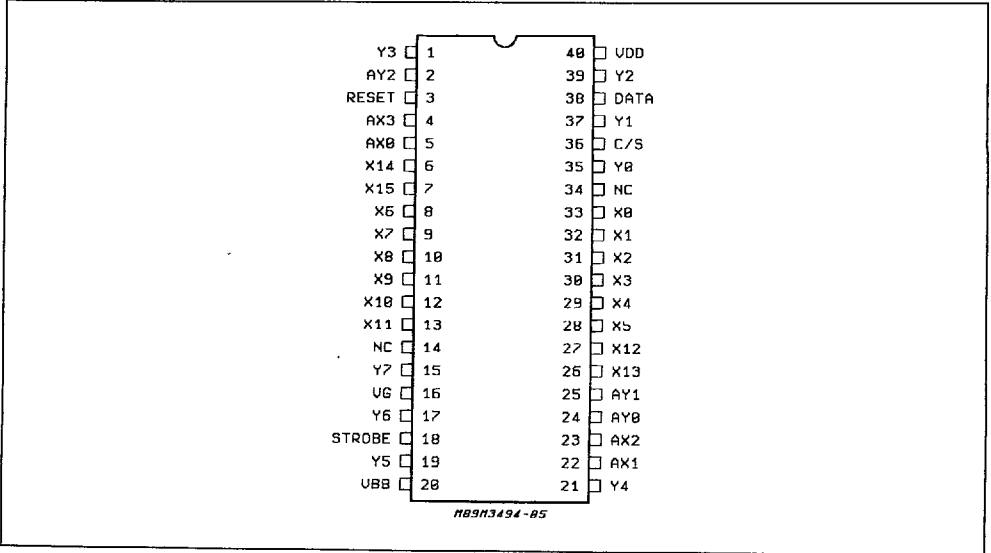 Y3 1 40 VDD
AY2 2 39 Y2
RESET 3 38 DATA
AX3 4 37 Y1
AX0 5 36 C/S
X14 6 35 Y0
X15 7 34 NC
X6 8 33 X0
X7 9 32 X1
X8 10 31 X2
X9 11 30 X3
X10 12 29 X4
X11 13 28 X5
NC 14 27 X12
Y7 15 26 X13
VG 16 25 AY1
Y6 17 24 AY0
STROBE 18 23 AX2
Y5 19 22 AX1
VBB 20 21 Y4
M89M3494-05